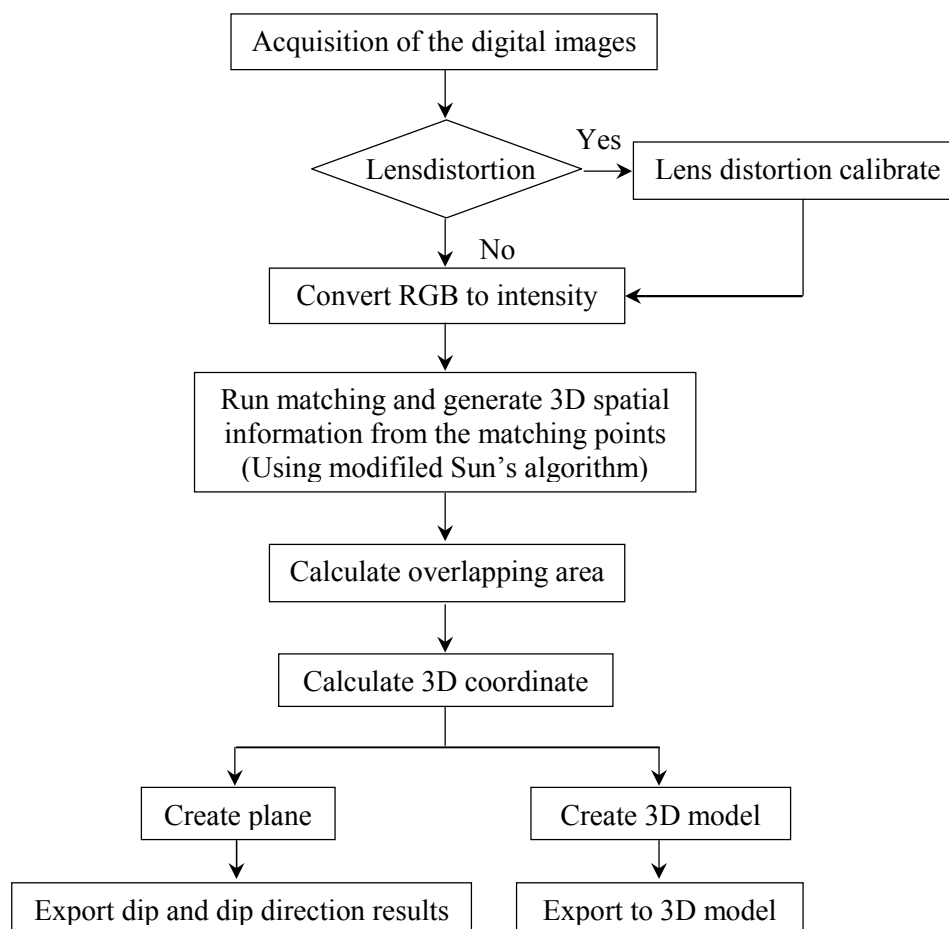 Acquisition of the digital images
Yes
Lensdistortion
Lens distortion calibrate
No
Convert RGB to intensity
Run matching and generate 3D spatial
information from the matching points
(Using modifiled Sun's algorithm)
Calculate overlapping area
Calculate 3D coordinate
Create plane
Create 3D model
Export dip and dip direction results
Export to 3D model